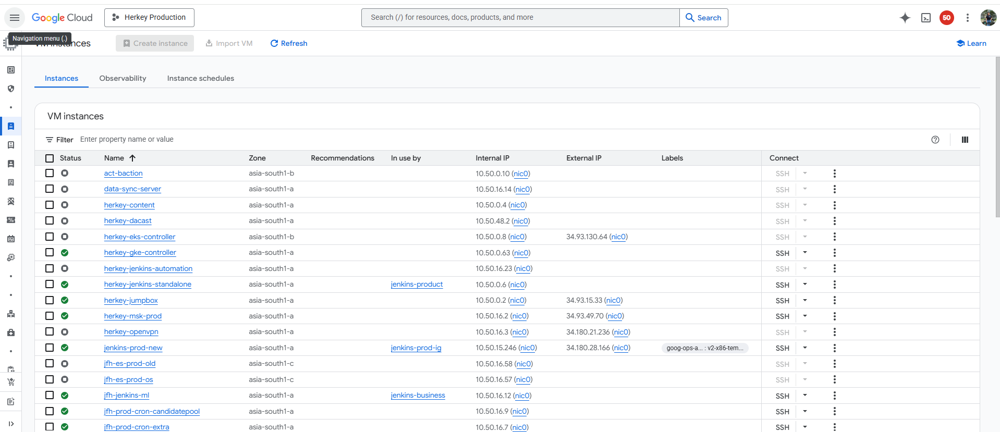 Google Cloud
Herkey Production
Search (/) for resources, docs, products, and more
Search
50
Navigation menu (.)
VM instances
Create instance
Import VM
Refresh
Learn
Instances
Observability
Instance schedules
VM instances
Filter Enter property name or value
Status Name Zone Recommendations In use by Internal IP External IP Labels Connect
act-baction asia-south1-b 10.50.0.10 (nic0) SSH
data-sync-server asia-south1-a 10.50.16.14 (nic0) SSH
herkey-content asia-south1-a 10.50.0.4 (nic0) SSH
herkey-dacast asia-south1-a 10.50.48.2 (nic0) SSH
herkey-eks-controller asia-south1-b 10.50.0.8 (nic0) 34.93.130.64 (nic0) SSH
herkey-gke-controller asia-south1-a 10.50.0.63 (nic0) SSH
herkey-jenkins-automation asia-south1-a 10.50.16.23 (nic0) SSH
herkey-jenkins-standalone asia-south1-a jenkins-product 10.50.0.6 (nic0) SSH
herkey-jumpbox asia-south1-a 10.50.0.2 (nic0) 34.93.15.33 (nic0) SSH
herkey-msk-prod asia-south1-a 10.50.16.2 (nic0) 34.93.49.70 (nic0) SSH
herkey-openvpn asia-south1-a 10.50.16.3 (nic0) 34.180.21.236 (nic0) SSH
jenkins-prod-new asia-south1-a jenkins-prod-ig 10.50.15.246 (nic0) 34.180.28.166 (nic0) goog-ops-a... : v2-x86-tem... SSH
jfh-es-prod-old asia-south1-c 10.50.16.58 (nic0) SSH
jfh-es-prod-os asia-south1-c 10.50.16.57 (nic0) SSH
jfh-jenkins-ml asia-south1-a jenkins-business 10.50.16.12 (nic0) SSH
jfh-prod-cron-candidatepool asia-south1-a 10.50.16.9 (nic0) SSH
jfh-prod-cron-extra asia-south1-a 10.50.16.7 (nic0) SSH